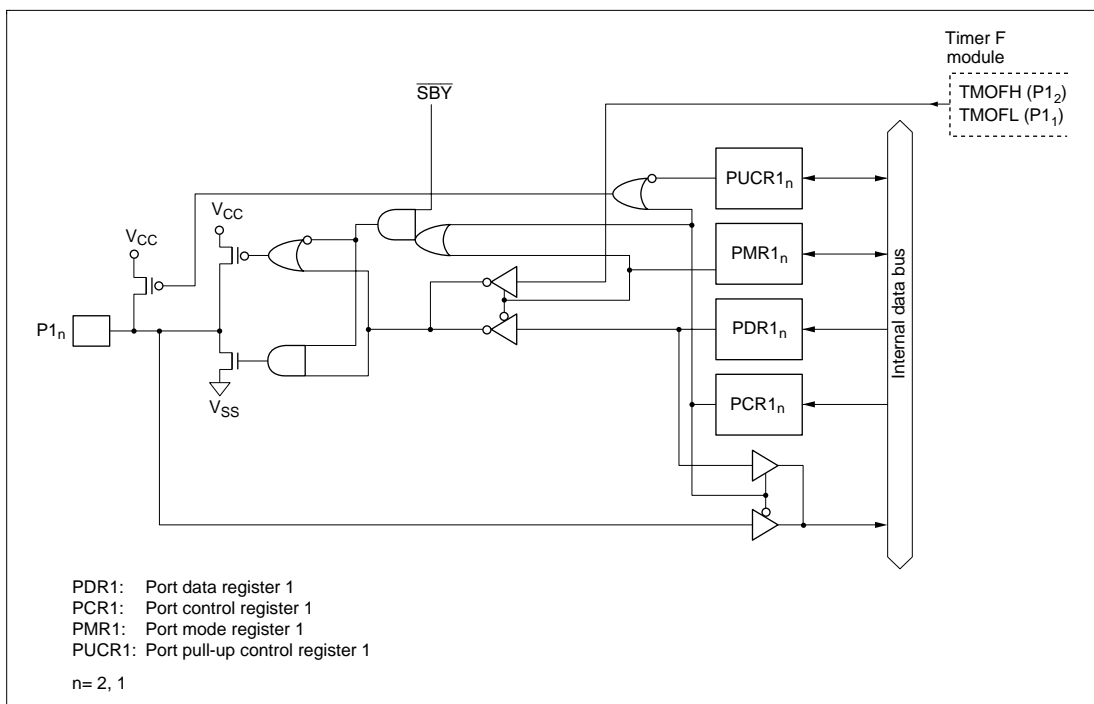 Timer F
module
TMOFH (P1₂)
TMOFL (P1₁)
S̅B̅Y̅
PUCR1ₙ
V_CC
PMR1ₙ
V_CC
PDR1ₙ
P1ₙ
Internal data bus
V_SS
PCR1ₙ
PDR1: Port data register 1
PCR1: Port control register 1
PMR1: Port mode register 1
PUCR1: Port pull-up control register 1
n= 2, 1